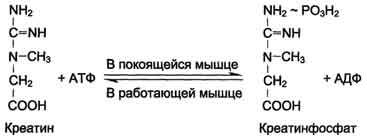 NH₂
C=NH
N–CH₃
CH₂
COOH
Креатин
+ АТФ
В покоящейся мышце
В работающей мышце
NH₂ ~ PO₃H₂
C=NH
N–CH₃
CH₂
COOH
Креатинфосфат
+ АДФ